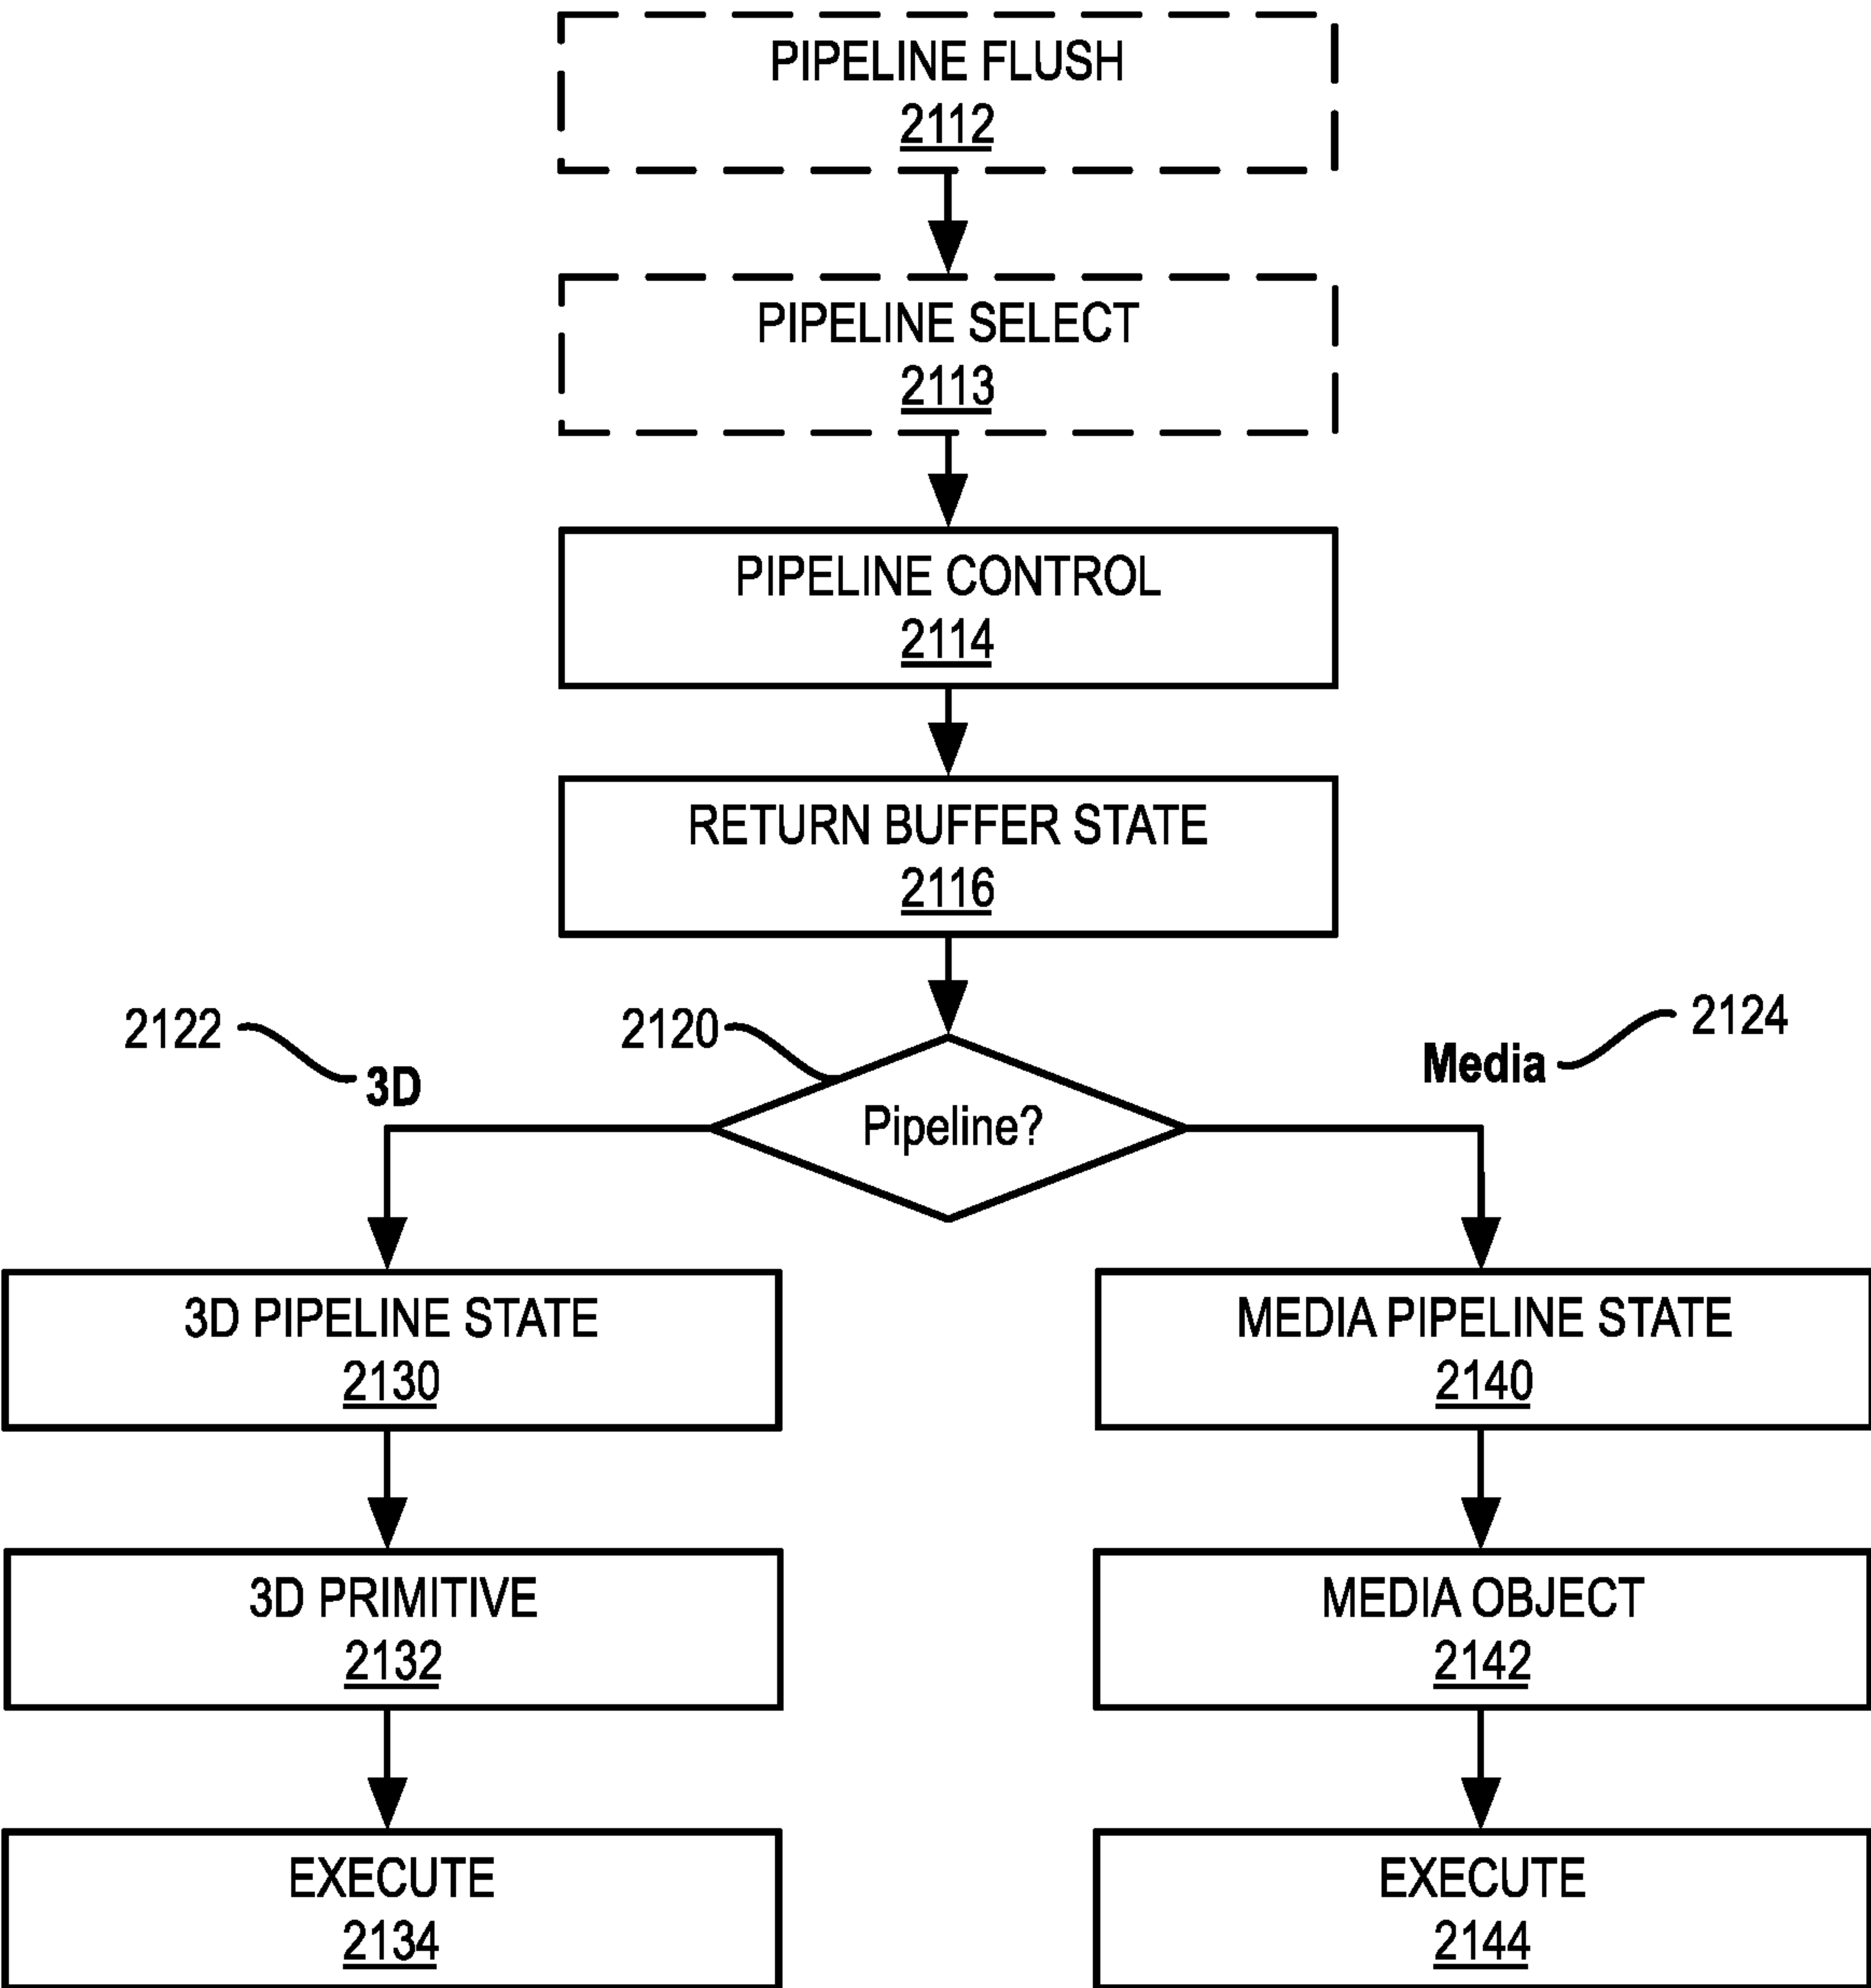 PIPELINE FLUSH
2112
PIPELINE SELECT
2113
PIPELINE CONTROL
2114
RETURN BUFFER STATE
2116
2122
2120
2124
3D
Media
Pipeline?
3D PIPELINE STATE
2130
MEDIA PIPELINE STATE
2140
3D PRIMITIVE
2132
MEDIA OBJECT
2142
EXECUTE
2134
EXECUTE
2144